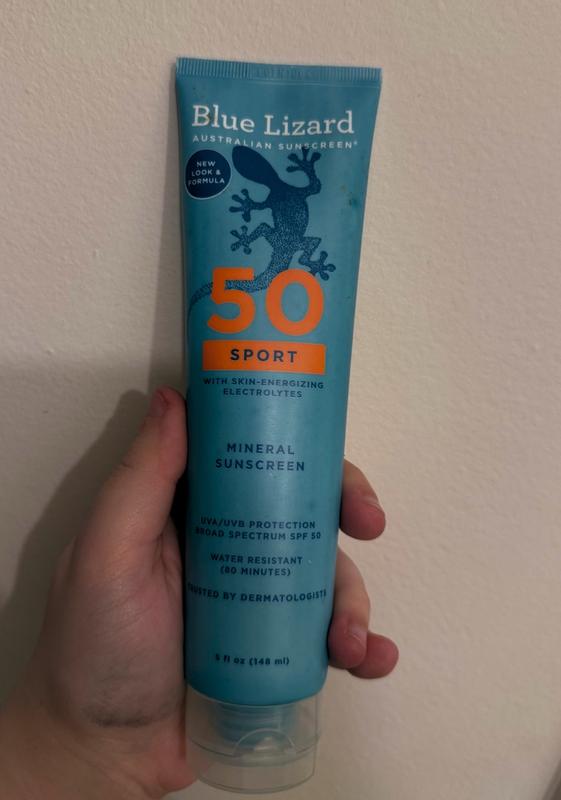 Blue Lizard
AUSTRALIAN SUNSCREEN®
NEW
LOOK &
FORMULA
50
SPORT
WITH SKIN-ENERGIZING
ELECTROLYTES
MINERAL
SUNSCREEN
UVA/UVB PROTECTION
BROAD SPECTRUM SPF 50
WATER RESISTANT
(80 MINUTES)
TRUSTED BY DERMATOLOGISTS
5 fl oz (148 ml)